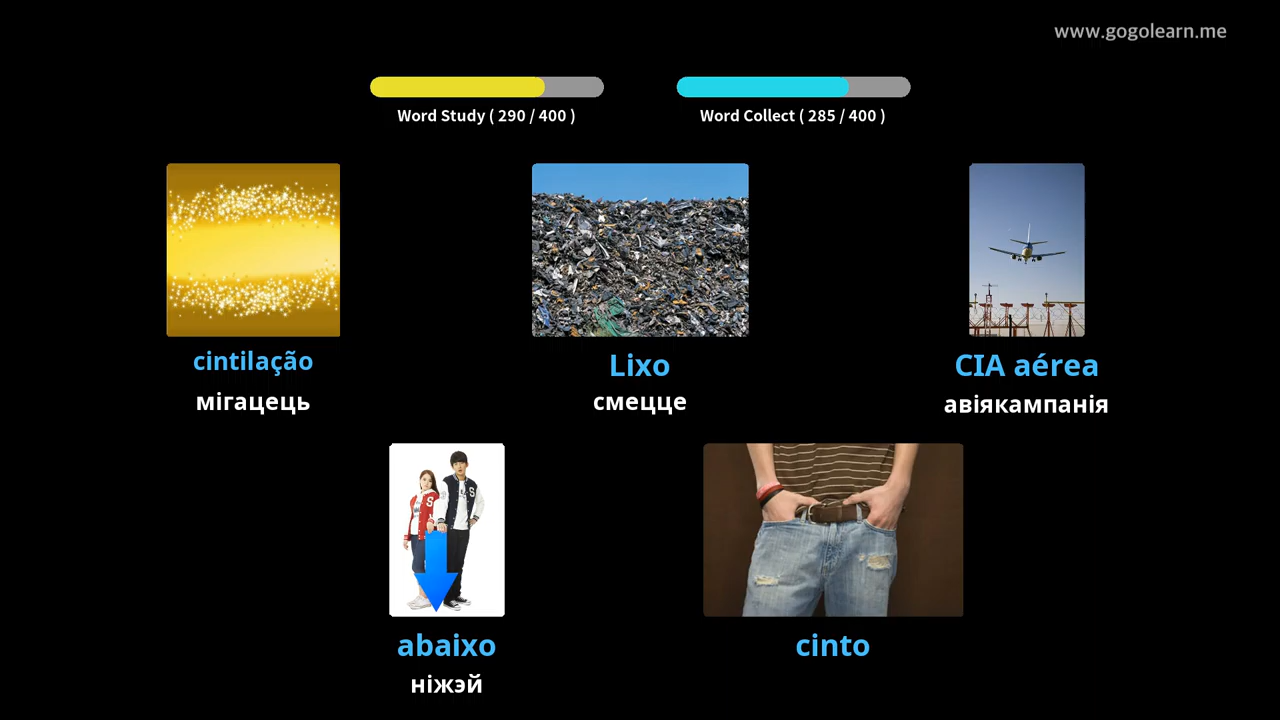 www.gogolearn.me
Word Study ( 290 / 400 )
Word Collect ( 285 / 400 )
cintilação
мігацець
Lixo
смецце
CIA aérea
авіякампанія
S
S
abaixo
ніжэй
cinto